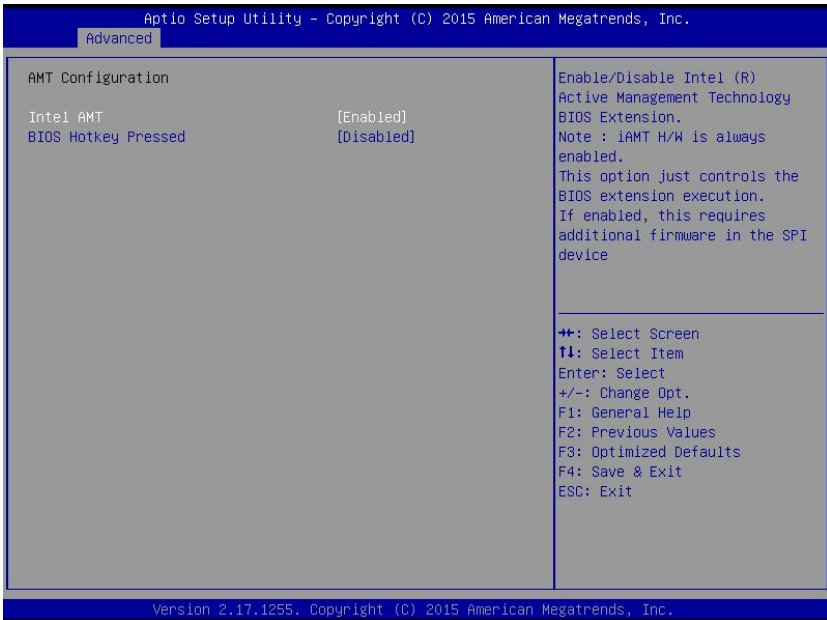 Aptio Setup Utility – Copyright (C) 2015 American Megatrends, Inc.
Advanced
AMT Configuration
Intel AMT [Enabled]
BIOS Hotkey Pressed [Disabled]
Enable/Disable Intel (R)
Active Management Technology
BIOS Extension.
Note : iAMT H/W is always
enabled.
This option just controls the
BIOS extension execution.
If enabled, this requires
additional firmware in the SPI
device
→←: Select Screen
↑↓: Select Item
Enter: Select
+/-: Change Opt.
F1: General Help
F2: Previous Values
F3: Optimized Defaults
F4: Save & Exit
ESC: Exit
Version 2.17.1255. Copyright (C) 2015 American Megatrends, Inc.